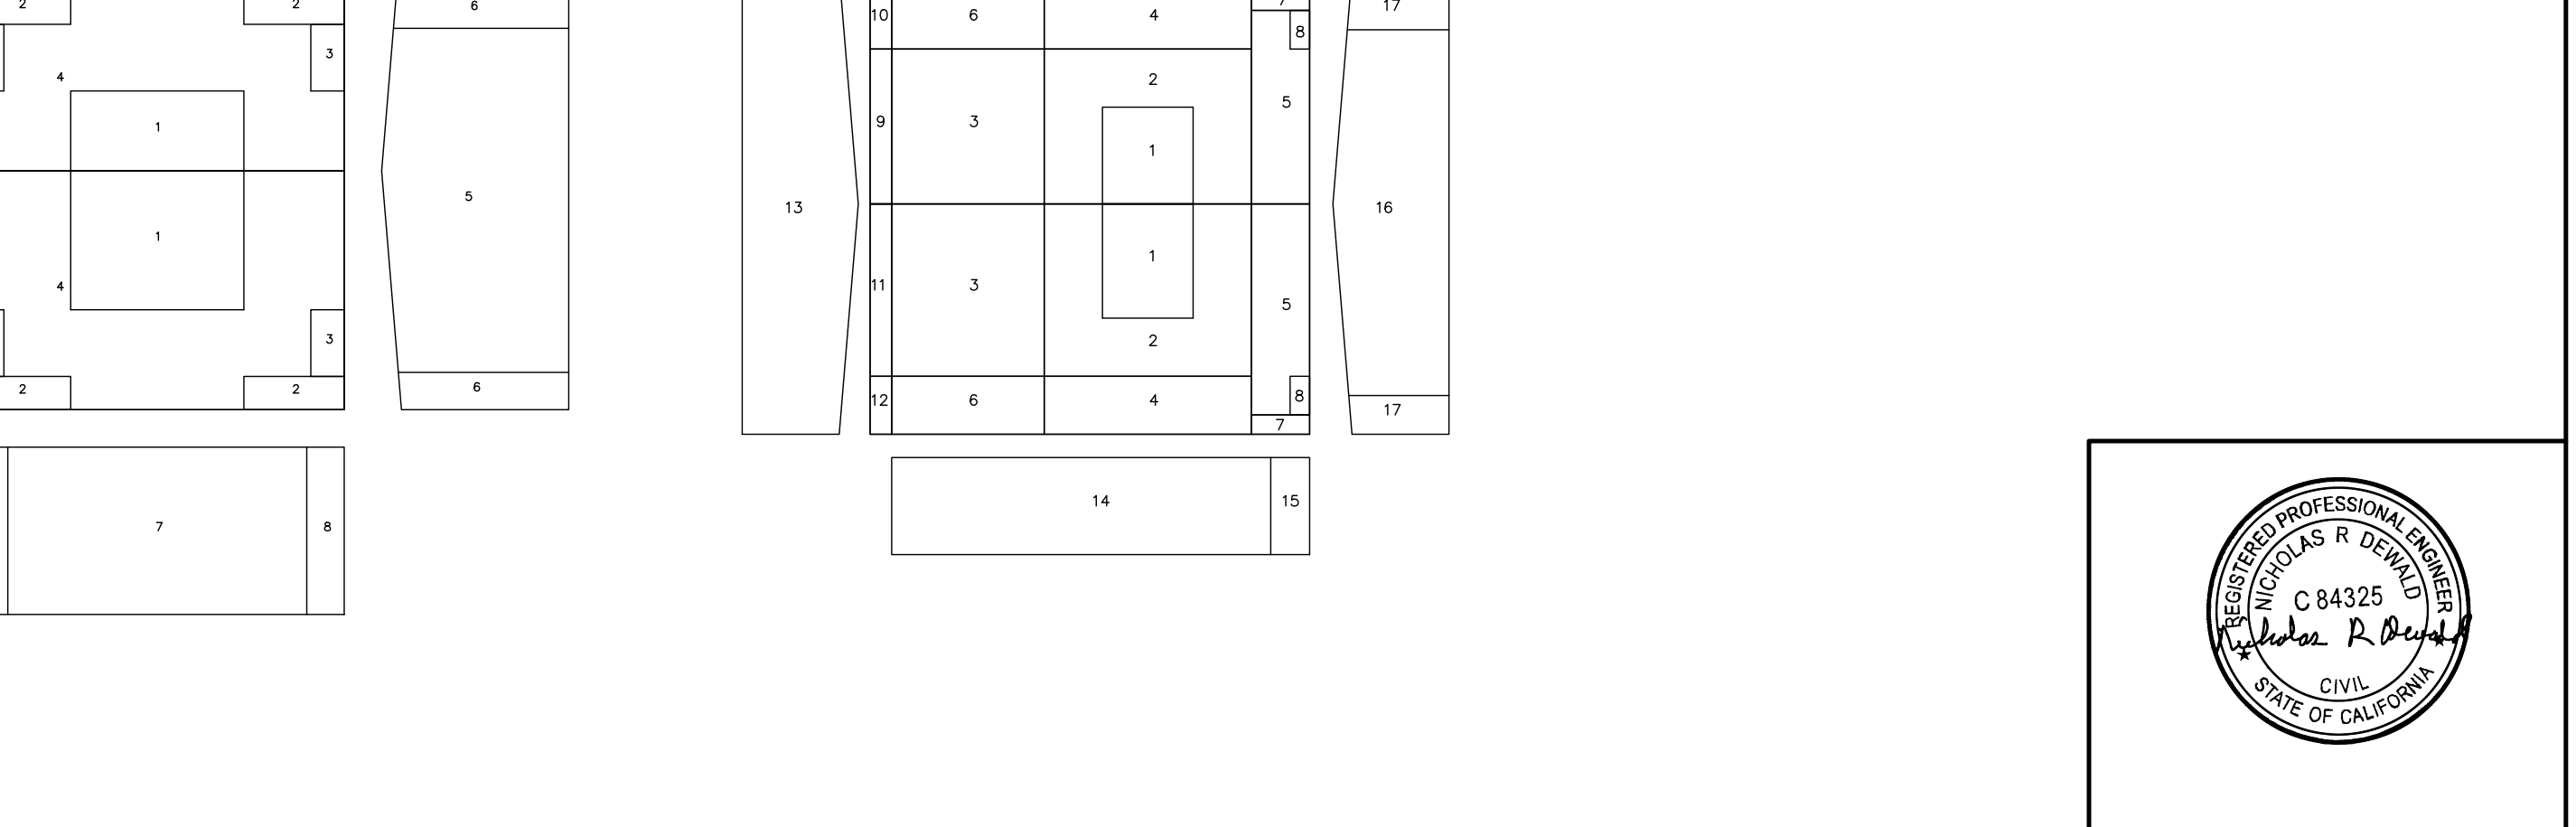 2 2 6
3
4
1
5
1
4
3
2 2 6
7 8
10 6 4 7 8 17
2
9 3 5
1
13 16
1
11 3 5
2
12 6 4 8
7 17
14 15
REGISTERED PROFESSIONAL ENGINEER
NICHOLAS R DEWALD
C 84325
Nicholas R Dewald
CIVIL
STATE OF CALIFORNIA